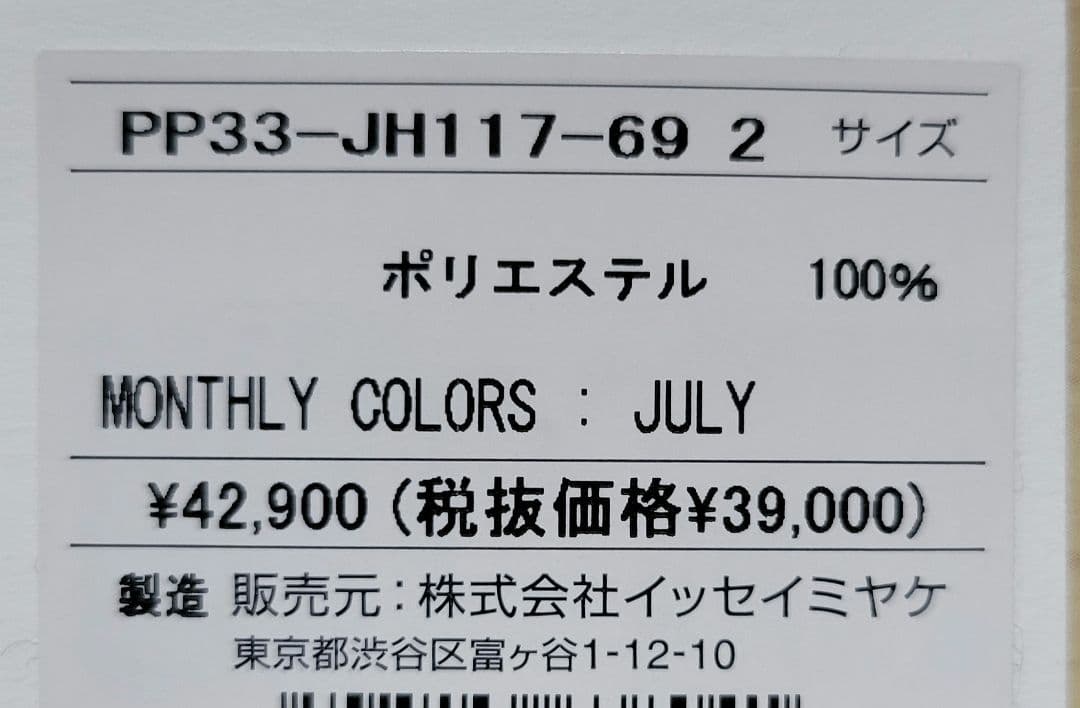 PP33-JH117-69 2 サイズ
ポリエステル 100%
MONTHLY COLORS : JULY
¥42,900(税抜価格¥39,000)
製造 販売元:株式会社イッセイミヤケ
東京都渋谷区富ヶ谷1-12-10